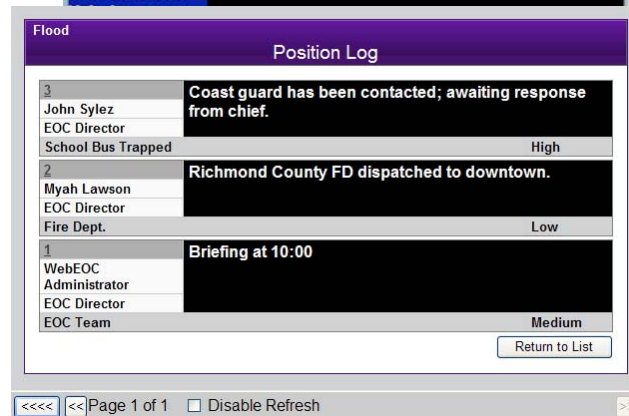 Flood
Position Log
3
John Sylez
EOC Director
Coast guard has been contacted; awaiting response
from chief.
School Bus Trapped High
2
Myah Lawson
EOC Director
Richmond County FD dispatched to downtown.
Fire Dept. Low
1
WebEOC
Administrator
EOC Director
Briefing at 10:00
EOC Team Medium
Return to List
<<<< << Page 1 of 1 Disable Refresh